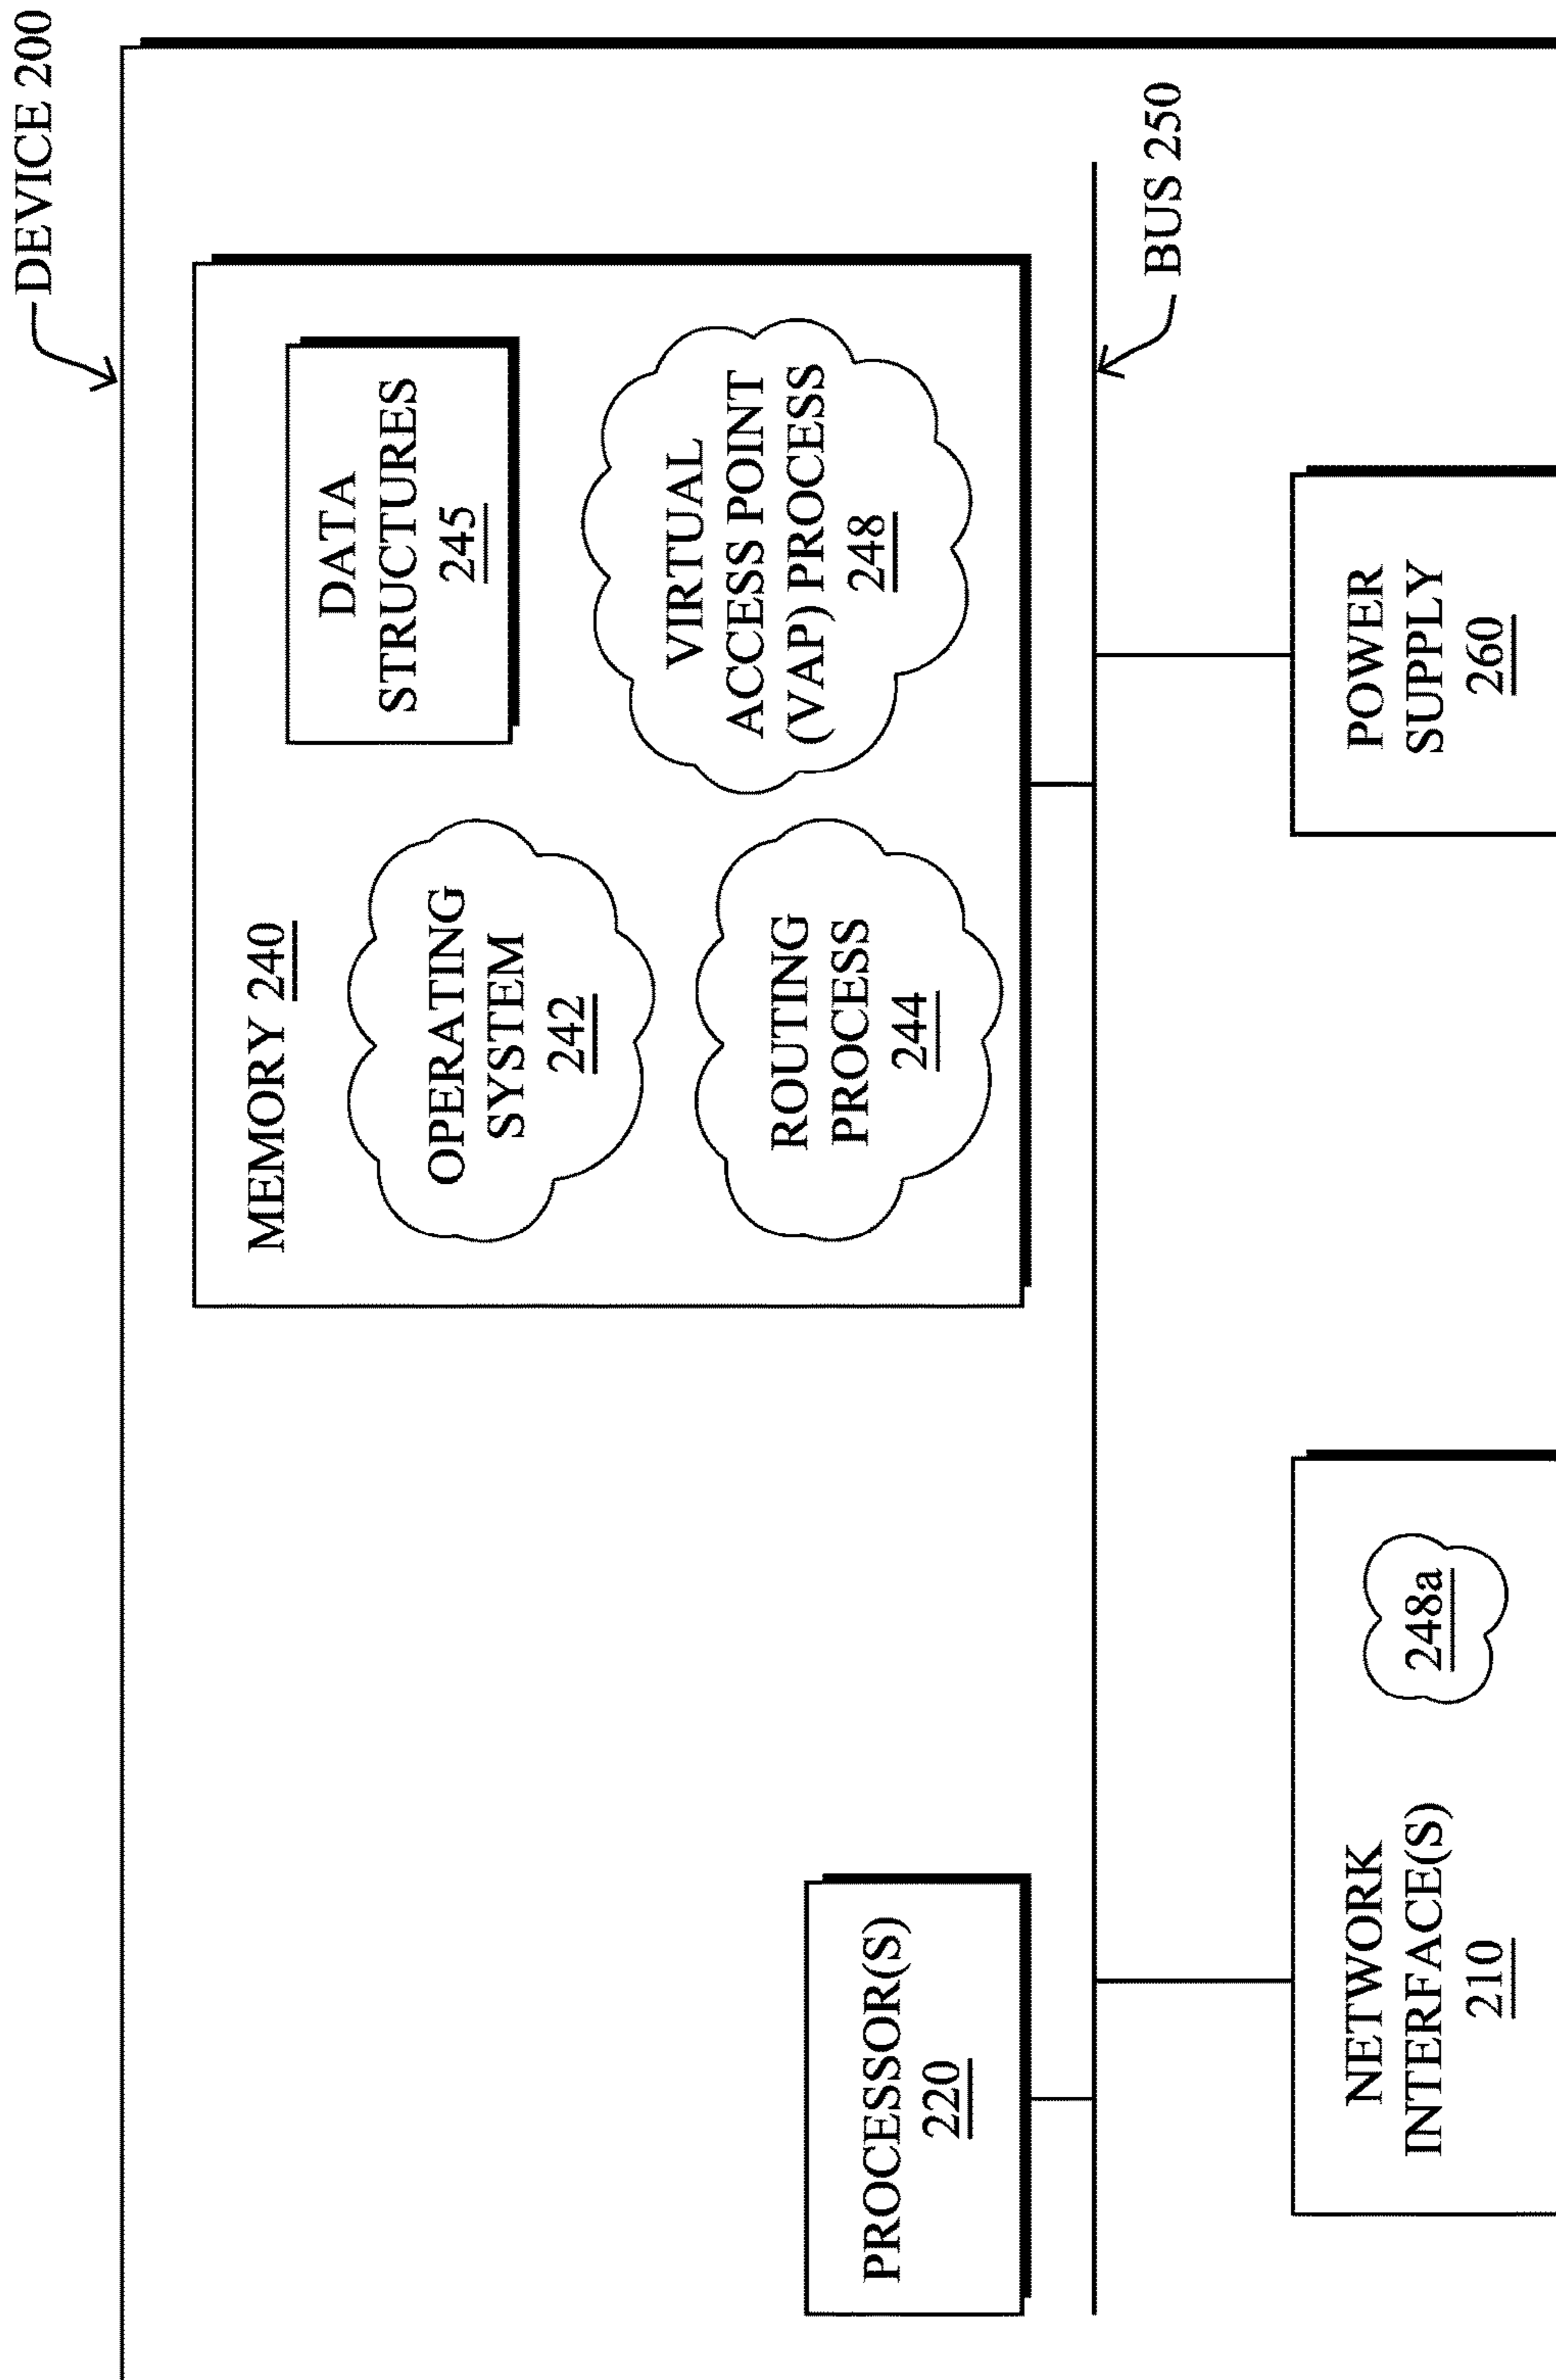 DEVICE 200
MEMORY 240
OPERATING
SYSTEM
242
DATA
STRUCTURES
245
ROUTING
PROCESS
244
VIRTUAL
ACCESS POINT
(VAP) PROCESS
248
PROCESSOR(S)
220
BUS 250
NETWORK
INTERFACE(S)
210
248a
POWER
SUPPLY
260